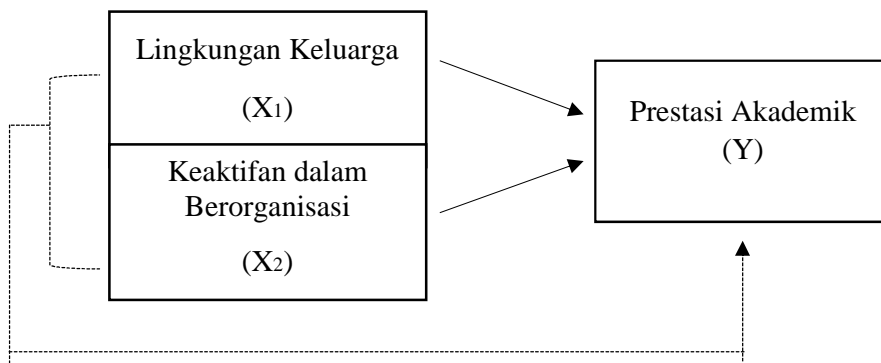 Lingkungan Keluarga
(X1)
Keaktifan dalam
Berorganisasi
(X2)
Prestasi Akademik
(Y)